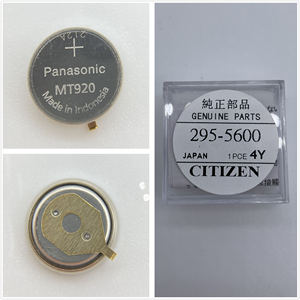 +
Panasonic
MT920
Made in Indonesia
純正部品
GENUINE PARTS
295-5600
JAPAN 1PCE 4Y
CITIZEN